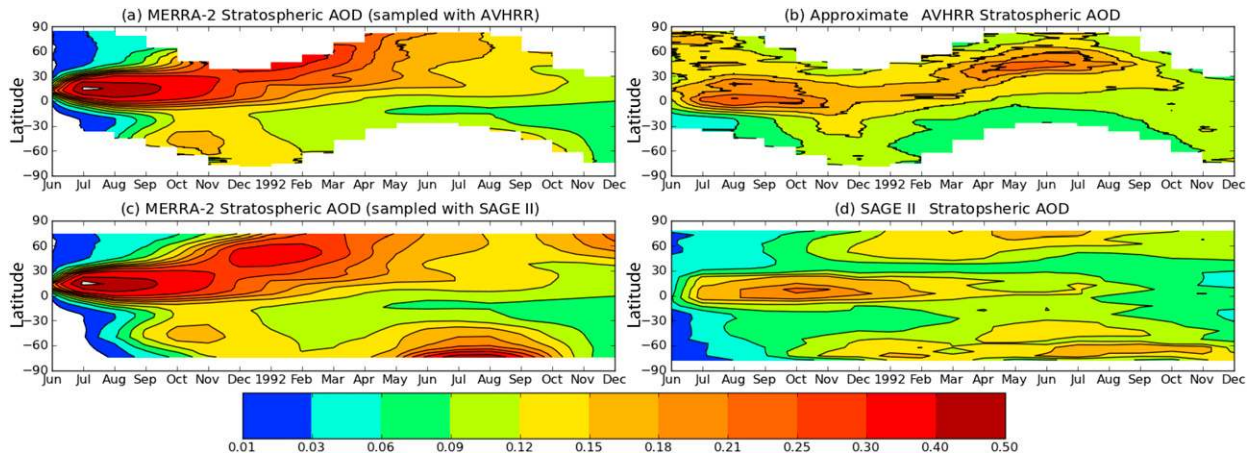 (a) MERRA-2 Stratospheric AOD (sampled with AVHRR)
(b) Approximate AVHRR Stratospheric AOD
90
60
30
0
−30
−60
−90
Latitude
Jun Jul Aug Sep Oct Nov Dec 1992 Feb Mar Apr May Jun Jul Aug Sep Oct Nov Dec
90
60
30
0
−30
−60
−90
Latitude
Jun Jul Aug Sep Oct Nov Dec 1992 Feb Mar Apr May Jun Jul Aug Sep Oct Nov Dec
(c) MERRA-2 Stratospheric AOD (sampled with SAGE II)
(d) SAGE II Stratopsheric AOD
90
60
30
0
−30
−60
−90
Latitude
Jun Jul Aug Sep Oct Nov Dec 1992 Feb Mar Apr May Jun Jul Aug Sep Oct Nov Dec
90
60
30
0
−30
−60
−90
Latitude
Jun Jul Aug Sep Oct Nov Dec 1992 Feb Mar Apr May Jun Jul Aug Sep Oct Nov Dec
0.01 0.03 0.06 0.09 0.12 0.15 0.18 0.21 0.25 0.30 0.40 0.50